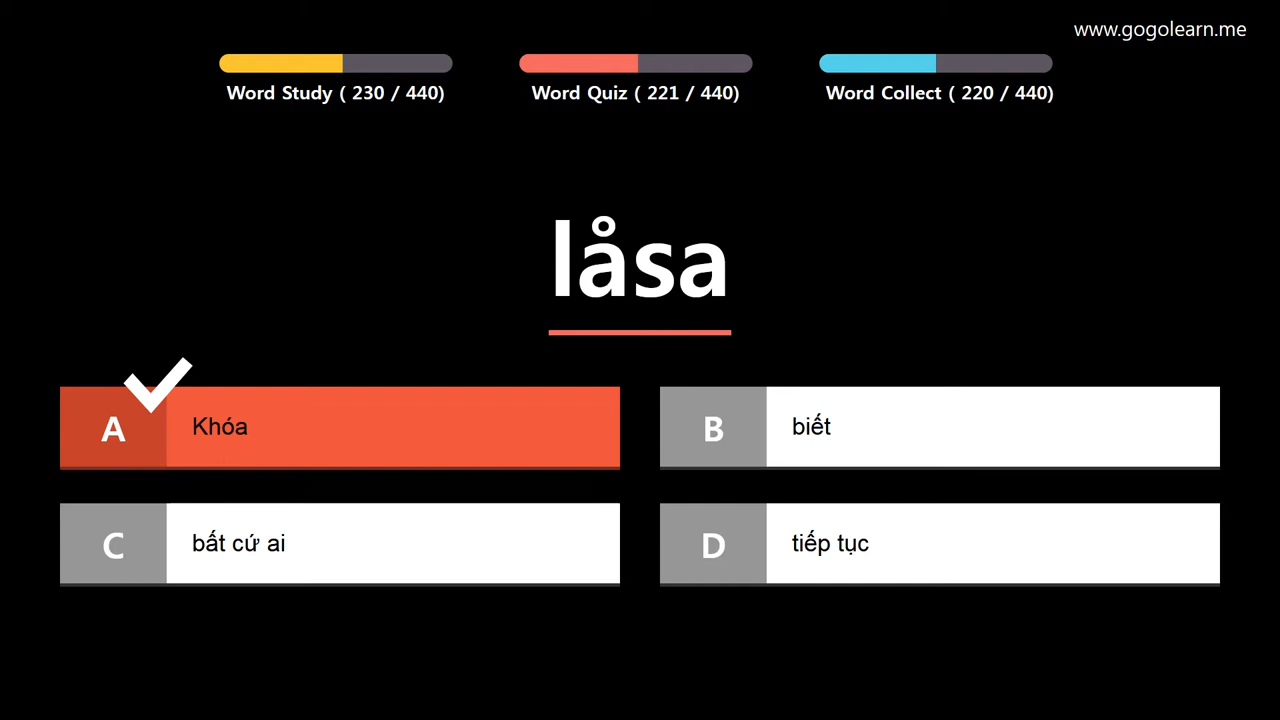 www.gogolearn.me
Word Study ( 230 / 440)
Word Quiz ( 221 / 440)
Word Collect ( 220 / 440)
låsa
A
Khóa
B
biết
C
bất cứ ai
D
tiếp tục